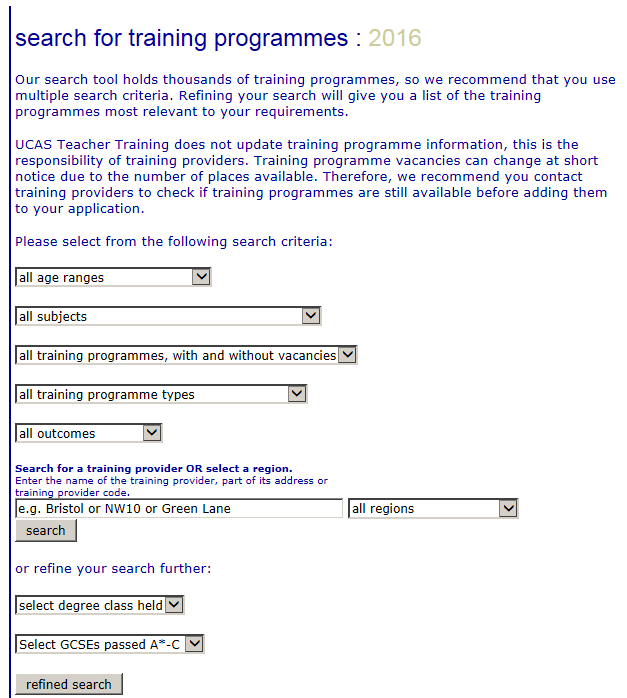 search for training programmes : 2016
Our search tool holds thousands of training programmes, so we recommend that you use
multiple search criteria. Refining your search will give you a list of the training
programmes most relevant to your requirements.
UCAS Teacher Training does not update training programme information, this is the
responsibility of training providers. Training programme vacancies can change at short
notice due to the number of places available. Therefore, we recommend you contact
training providers to check if training programmes are still available before adding them
to your application.
Please select from the following search criteria:
all age ranges
all subjects
all training programmes, with and without vacancies
all training programme types
all outcomes
Search for a training provider OR select a region.
Enter the name of the training provider, part of its address or
training provider code.
e.g. Bristol or NW10 or Green Lane all regions
search
or refine your search further:
select degree class held
Select GCSEs passed A*-C
refined search